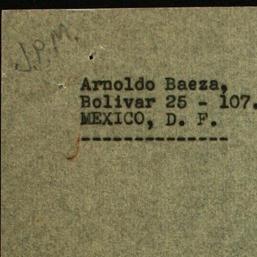 J.P.M.
Arnoldo Baeza,
Bolivar 25 - 107.
MEXICO, D. F.
---------------